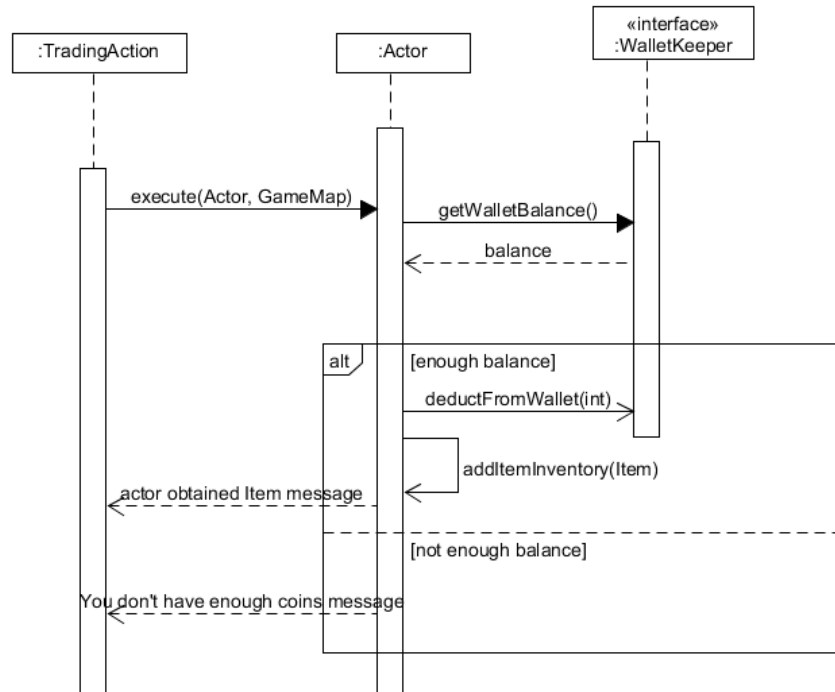 «interface»
:TradingAction
:Actor
:WalletKeeper
execute(Actor, GameMap)
getWalletBalance()
balance
alt
[enough balance]
deductFromWallet(int)
addItemInventory(Item)
actor obtained Item message
[not enough balance]
You don't have enough coins message